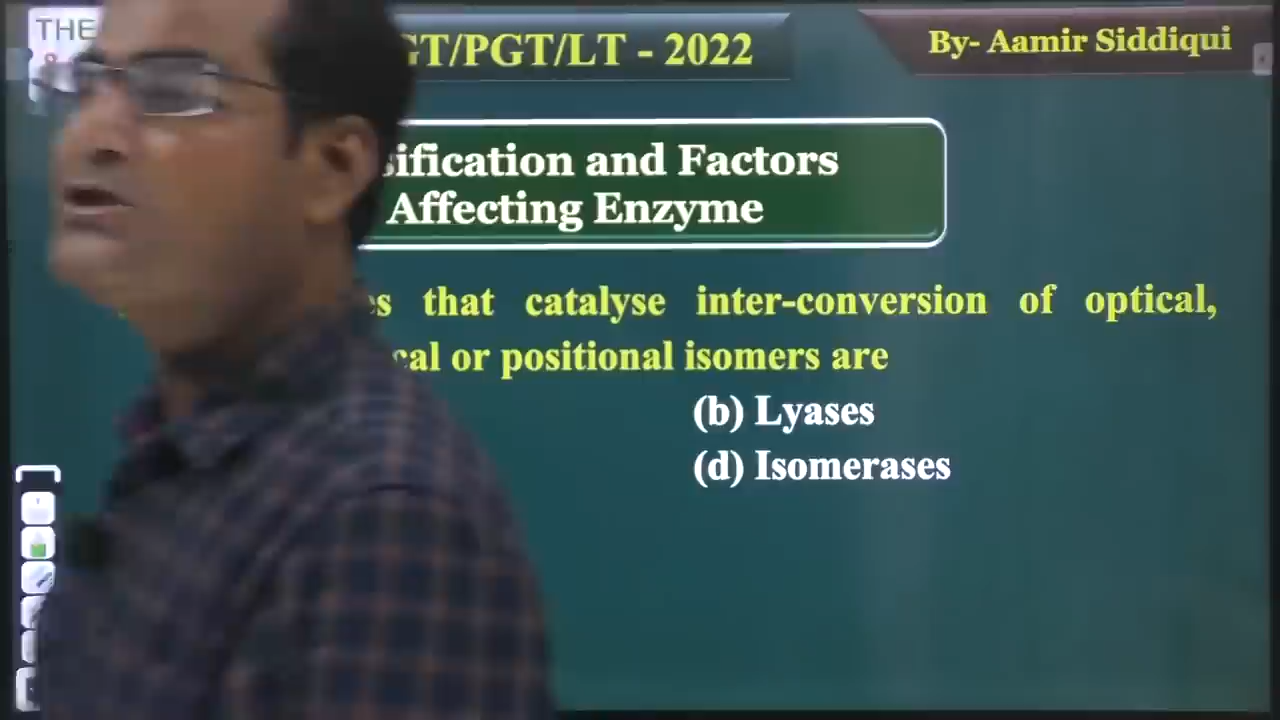 THE
GT/PGT/LT - 2022
By- Aamir Siddiqui
sification and Factors
Affecting Enzyme
es that catalyse inter-conversion of optical,
cal or positional isomers are
(b) Lyases
(d) Isomerases